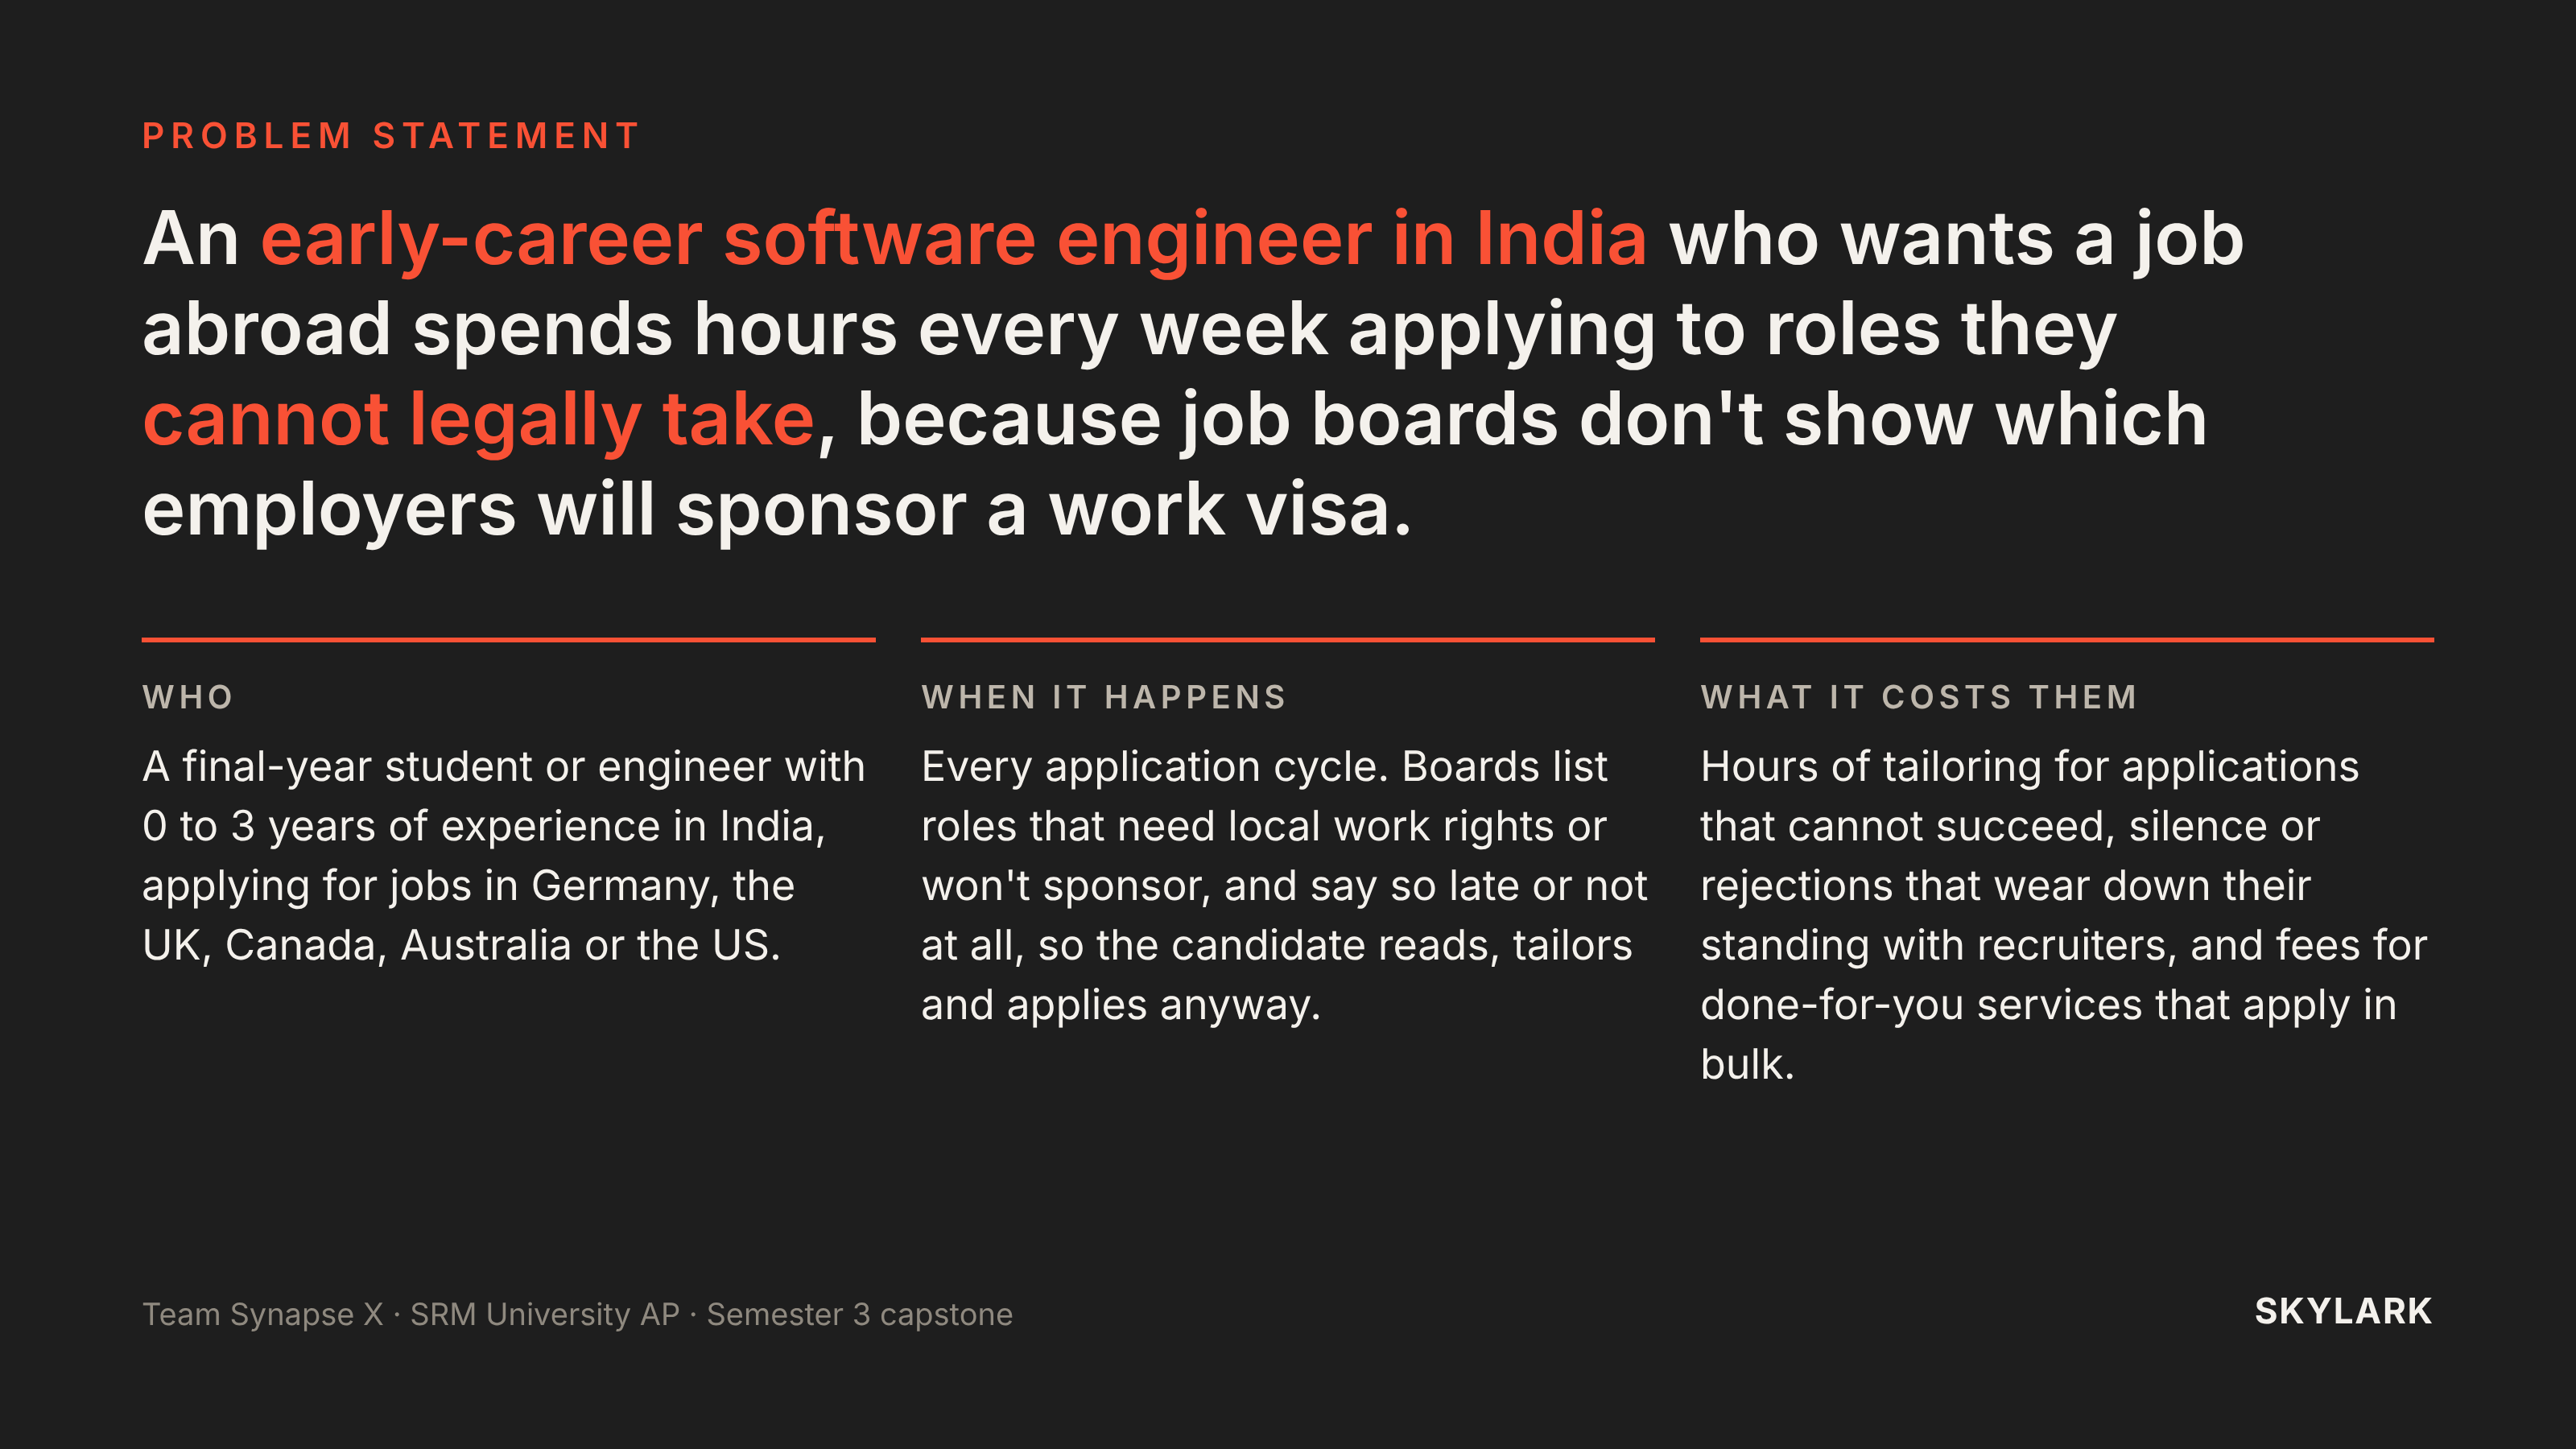 PROBLEM STATEMENT
An early-career software engineer in India who wants a job
abroad spends hours every week applying to roles they
cannot legally take, because job boards don't show which
employers will sponsor a work visa.
WHO
A final-year student or engineer with
0 to 3 years of experience in India,
applying for jobs in Germany, the
UK, Canada, Australia or the US.
WHEN IT HAPPENS
Every application cycle. Boards list
roles that need local work rights or
won't sponsor, and say so late or not
at all, so the candidate reads, tailors
and applies anyway.
WHAT IT COSTS THEM
Hours of tailoring for applications
that cannot succeed, silence or
rejections that wear down their
standing with recruiters, and fees for
done-for-you services that apply in
bulk.
Team Synapse X · SRM University AP · Semester 3 capstone
SKYLARK